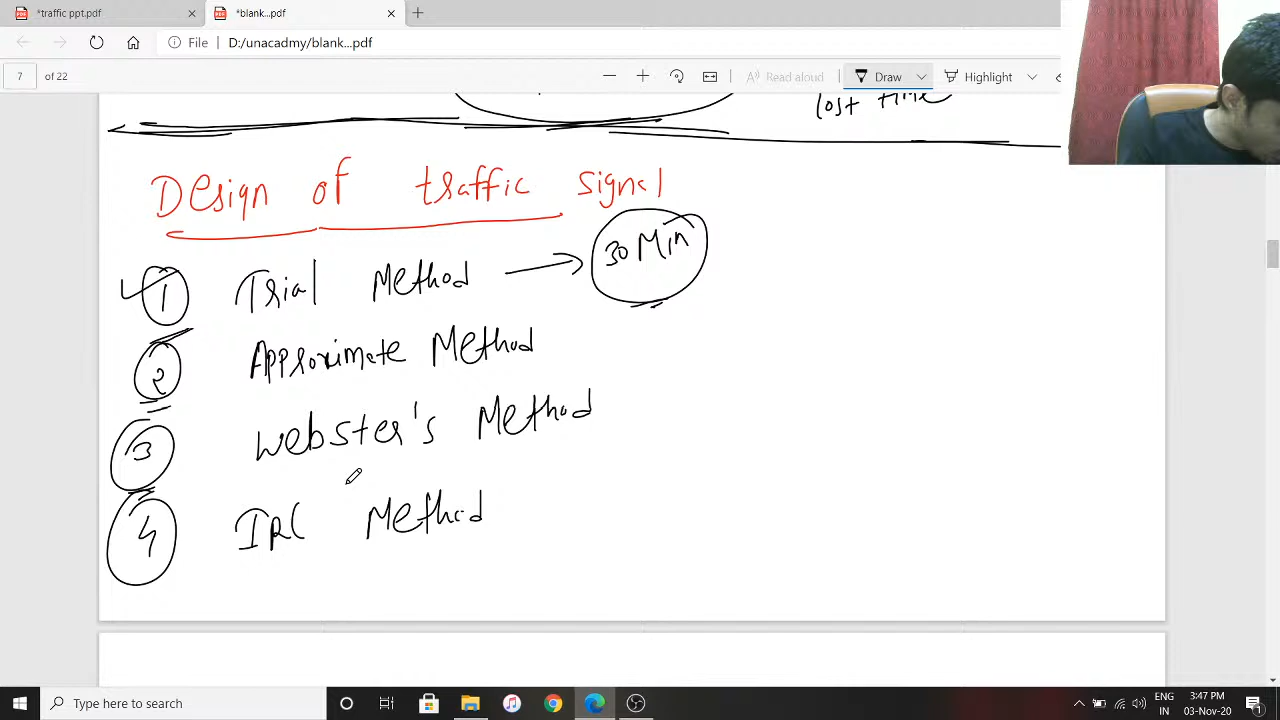 *traffic ppt.pdf
*blank...pdf
File D:/unacadmy/blank...pdf
7 of 22
Read aloud Draw Highlight
lost time
Design of traffic signal
1 Trial Method → 30 Min
2 Approximate Method
3 Webster's Method
4 IRC Method
Type here to search
ENG 3:47 PM
IN 03-Nov-20